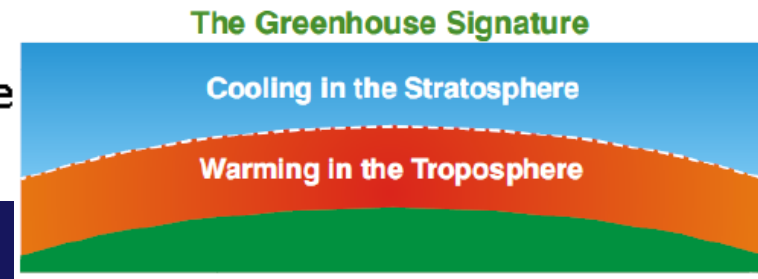 The Greenhouse Signature
e
Cooling in the Stratosphere
Warming in the Troposphere